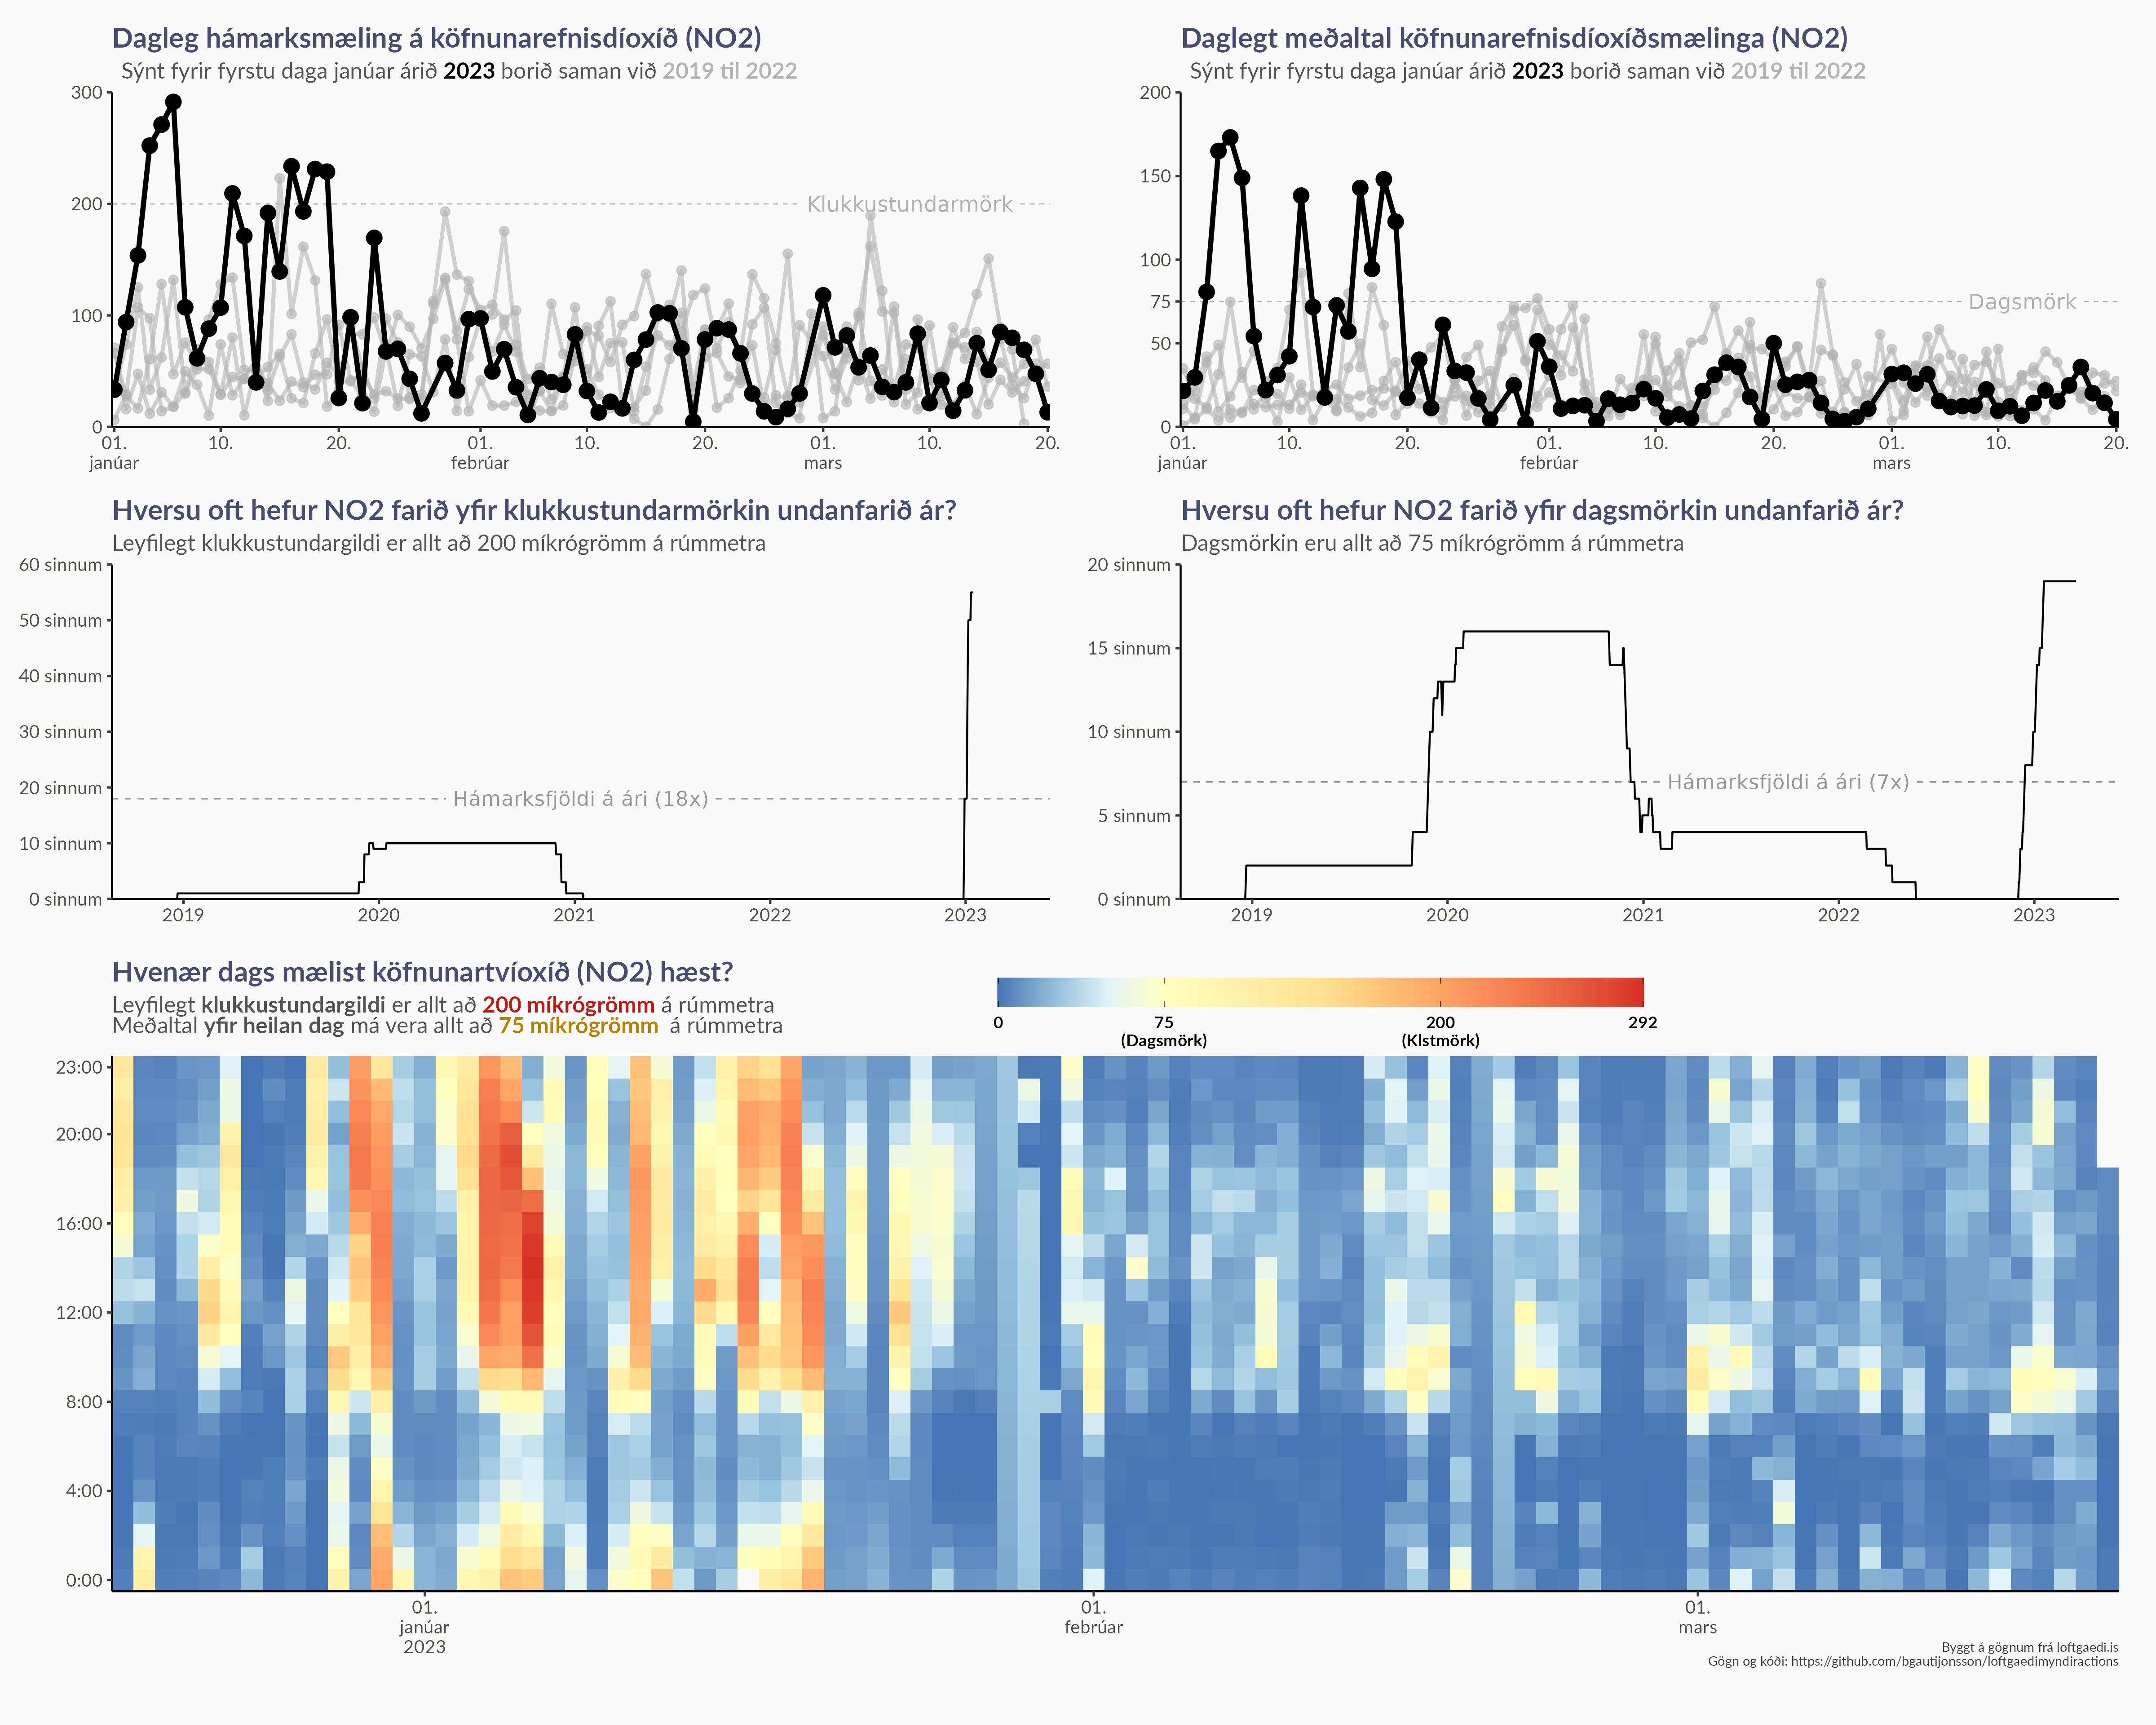 Dagleg hámarksmæling á köfnunarefnisdíoxíð (NO2)
Sýnt fyrir fyrstu daga janúar árið 2023 borið saman við 2019 til 2022
300
200
100
0
Klukkustundarmörk
01. 10. 20. 01. 10. 20. 01. 10. 20.
janúar febrúar mars
Daglegt meðaltal köfnunarefnisdíoxíðsmælinga (NO2)
Sýnt fyrir fyrstu daga janúar árið 2023 borið saman við 2019 til 2022
200
150
100
75
50
0
Dagsmörk
01. 10. 20. 01. 10. 20. 01. 10. 20.
janúar febrúar mars
Hversu oft hefur NO2 farið yfir klukkustundarmörkin undanfarið ár?
Leyfilegt klukkustundargildi er allt að 200 míkrógrömm á rúmmetra
60 sinnum
50 sinnum
40 sinnum
30 sinnum
20 sinnum
10 sinnum
0 sinnum
Hámarksfjöldi á ári (18x)
2019 2020 2021 2022 2023
Hversu oft hefur NO2 farið yfir dagsmörkin undanfarið ár?
Dagsmörkin eru allt að 75 míkrógrömm á rúmmetra
20 sinnum
15 sinnum
10 sinnum
5 sinnum
0 sinnum
Hámarksfjöldi á ári (7x)
2019 2020 2021 2022 2023
Hvenær dags mælist köfnunartvíoxíð (NO2) hæst?
Leyfilegt klukkustundargildi er allt að 200 míkrógrömm á rúmmetra
Meðaltal yfir heilan dag má vera allt að 75 míkrógrömm á rúmmetra
0 75 200 292
(Dagsmörk) (Klstmörk)
23:00
20:00
16:00
12:00
8:00
4:00
0:00
01. 01. 01.
janúar febrúar mars
2023
Byggt á gögnum frá loftgaedi.is
Gögn og kóði: https://github.com/bgautijonsson/loftgaedimyndiractions